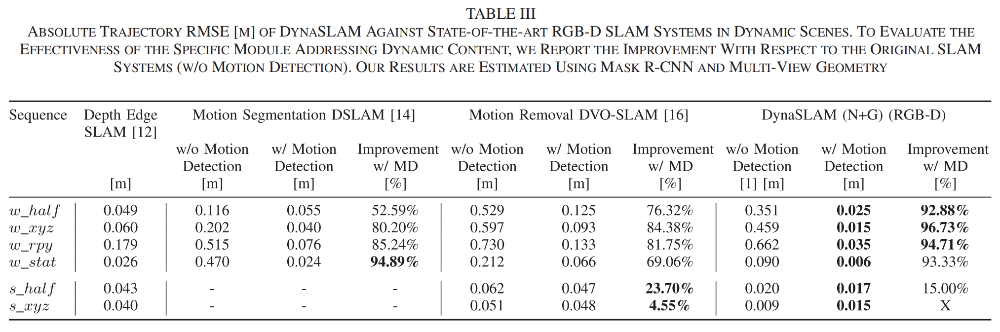 TABLE III
ABSOLUTE TRAJECTORY RMSE [M] OF DYNASLAM AGAINST STATE-OF-THE-ART RGB-D SLAM SYSTEMS IN DYNAMIC SCENES. TO EVALUATE THE
EFFECTIVENESS OF THE SPECIFIC MODULE ADDRESSING DYNAMIC CONTENT, WE REPORT THE IMPROVEMENT WITH RESPECT TO THE ORIGINAL SLAM
SYSTEMS (W/O MOTION DETECTION). OUR RESULTS ARE ESTIMATED USING MASK R-CNN AND MULTI-VIEW GEOMETRY
Sequence Depth Edge Motion Segmentation DSLAM [14] Motion Removal DVO-SLAM [16] DynaSLAM (N+G) (RGB-D)
SLAM [12]
w/o Motion w/ Motion Improvement w/o Motion w/ Motion Improvement w/o Motion w/ Motion Improvement
Detection Detection w/ MD Detection Detection w/ MD Detection Detection w/ MD
[m] [m] [m] [%] [m] [m] [%] [1] [m] [m] [%]
w_half 0.049 0.116 0.055 52.59% 0.529 0.125 76.32% 0.351 0.025 92.88%
w_xyz 0.060 0.202 0.040 80.20% 0.597 0.093 84.38% 0.459 0.015 96.73%
w_rpy 0.179 0.515 0.076 85.24% 0.730 0.133 81.75% 0.662 0.035 94.71%
w_stat 0.026 0.470 0.024 94.89% 0.212 0.066 69.06% 0.090 0.006 93.33%
s_half 0.043 - - - 0.062 0.047 23.70% 0.020 0.017 15.00%
s_xyz 0.040 - - - 0.051 0.048 4.55% 0.009 0.015 X